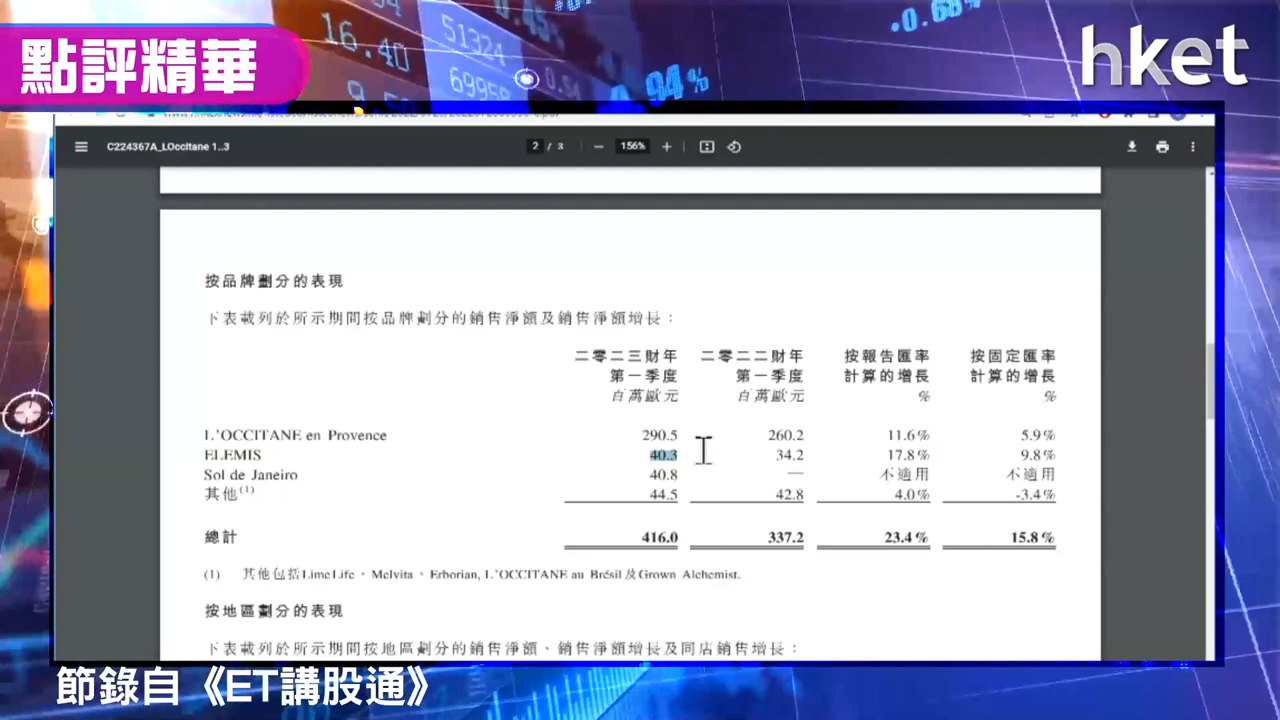 點評精華
hket
16.40
51324
69958
C224367A_LOccitane 1..3
2 / 3
156%
按品牌劃分的表現
下表載列於所示期間按品牌劃分的銷售淨額及銷售淨額增長：
二零二三財年 二零二二財年 按報告匯率 按固定匯率
第一季度 第一季度 計算的增長 計算的增長
百萬歐元 百萬歐元 % %
L'OCCITANE en Provence 290.5 260.2 11.6% 5.9%
ELEMIS 40.3 34.2 17.8% 9.8%
Sol de Janeiro 40.8 — 不適用 不適用
其他(1) 44.5 42.8 4.0% -3.4%
總計 416.0 337.2 23.4% 15.8%
(1) 其他包括LimeLife、Melvita、Erborian, L'OCCITANE au Brésil及Grown Alchemist.
按地區劃分的表現
下表載列於所示期間按地區劃分的銷售淨額、銷售淨額增長及同店銷售增長：
節錄自《ET講股通》